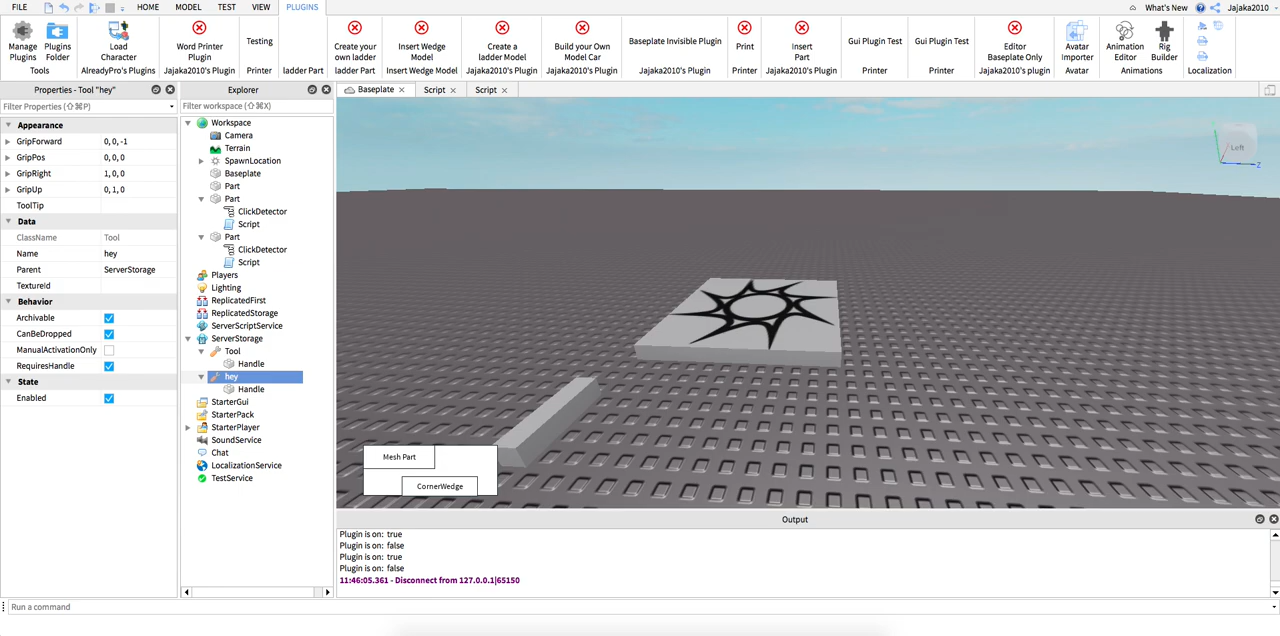 FILE HOME MODEL TEST VIEW PLUGINS What's New Jajaka2010
Manage Plugins
Plugins Folder
Tools
Load Character
AlreadyPro's Plugins
Word Printer Plugin
Jajaka2010's Plugin
Testing
Printer
Create your own ladder
ladder Part
Insert Wedge Model
Insert Wedge Model
Create a ladder Model
Jajaka2010's Plugin
Build your Own Model Car
Jajaka2010's Plugin
Baseplate Invisible Plugin
Jajaka2010's Plugin
Print
Printer
Insert Part
Jajaka2010's Plugin
Gui Plugin Test
Printer
Gui Plugin Test
Printer
Editor Baseplate Only
Jajaka2010's plugin
Avatar Importer
Avatar
Animation Editor
Rig Builder
Animations
Localization
Properties - Tool "hey"
Filter Properties (⇧⌘P)
Appearance
GripForward 0, 0, -1
GripPos 0, 0, 0
GripRight 1, 0, 0
GripUp 0, 1, 0
ToolTip
Data
ClassName Tool
Name hey
Parent ServerStorage
TextureId
Behavior
Archivable
CanBeDropped
ManualActivationOnly
RequiresHandle
State
Enabled
Explorer
Filter workspace (⇧⌘X)
Workspace
Camera
Terrain
SpawnLocation
Baseplate
Part
Part
ClickDetector
Script
Part
ClickDetector
Script
Players
Lighting
ReplicatedFirst
ReplicatedStorage
ServerScriptService
ServerStorage
Tool
Handle
hey
Handle
StarterGui
StarterPack
StarterPlayer
SoundService
Chat
LocalizationService
TestService
Baseplate Script Script
Left
Z
Mesh Part
CornerWedge
Output
Plugin is on: true
Plugin is on: false
Plugin is on: true
Plugin is on: false
11:46:05.361 - Disconnect from 127.0.0.1|65150
Run a command